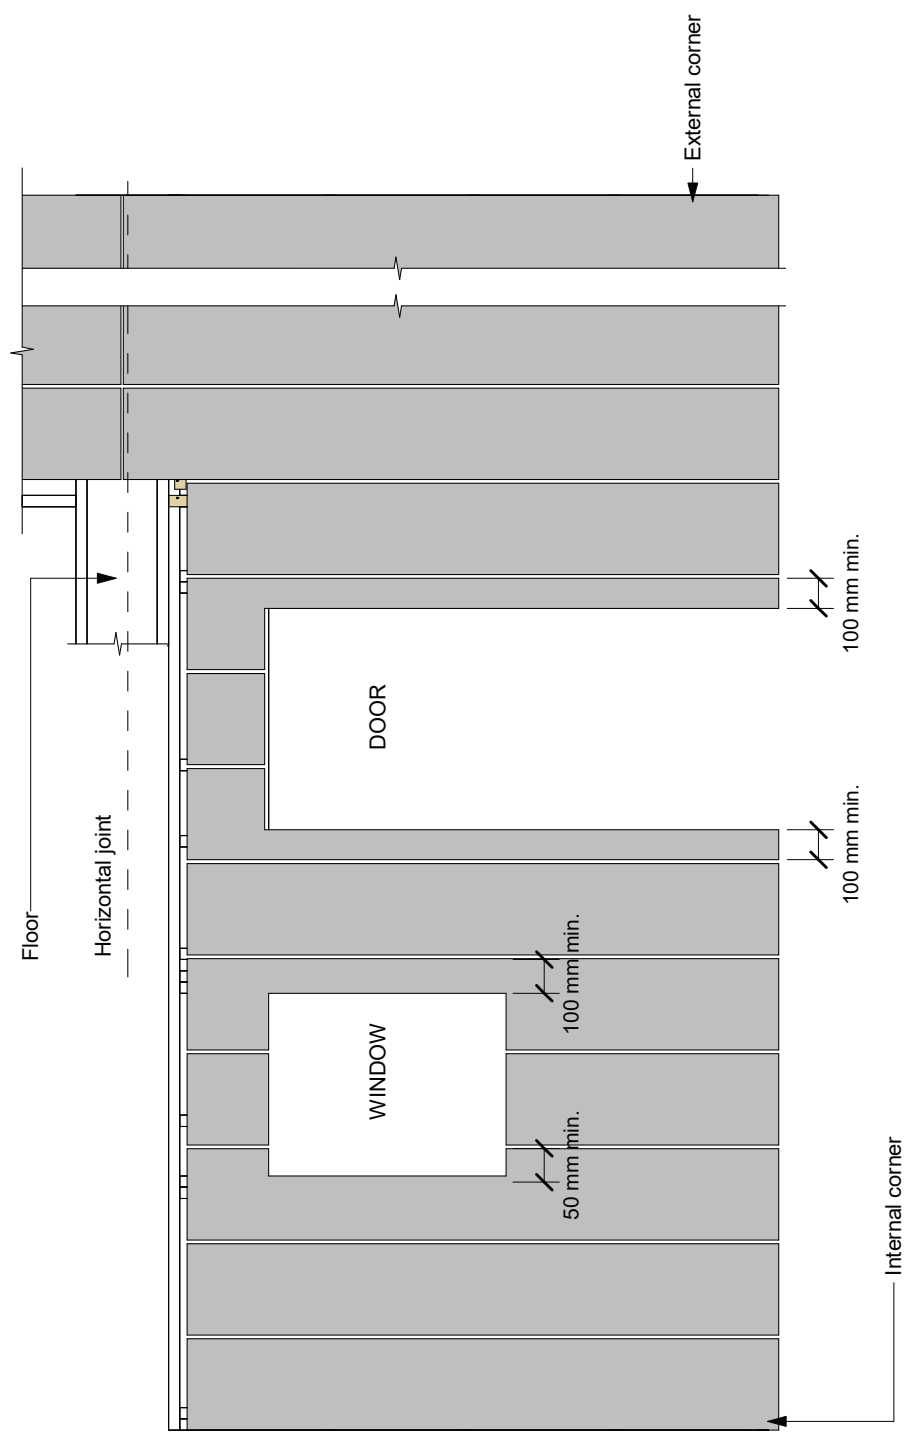 Floor
Horizontal joint
External corner
DOOR
WINDOW
100 mm min.
100 mm min.
100 mm min.
50 mm min.
Internal corner